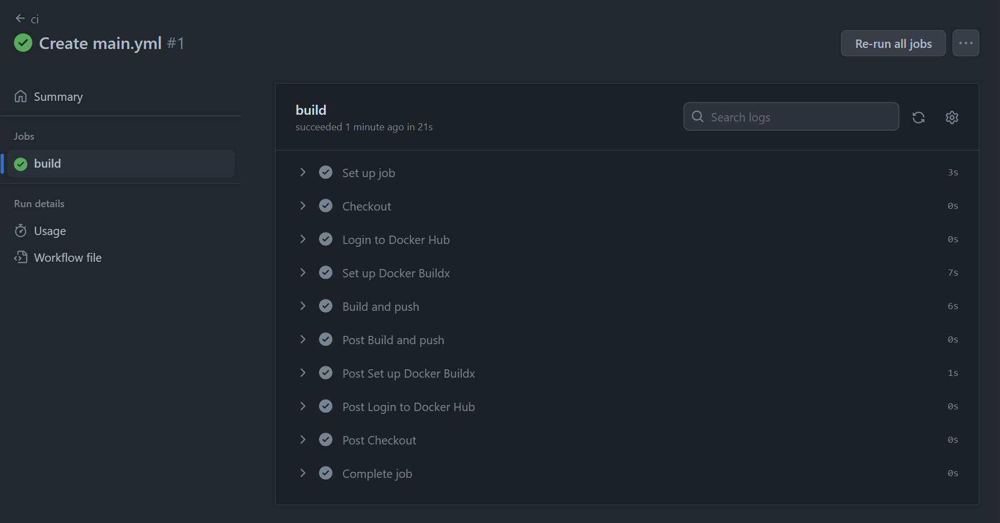 ci
Create main.yml #1
Re-run all jobs
Summary
Jobs
build
Run details
Usage
Workflow file
build
succeeded 1 minute ago in 21s
Search logs
Set up job 3s
Checkout 0s
Login to Docker Hub 0s
Set up Docker Buildx 7s
Build and push 6s
Post Build and push 0s
Post Set up Docker Buildx 1s
Post Login to Docker Hub 0s
Post Checkout 0s
Complete job 0s